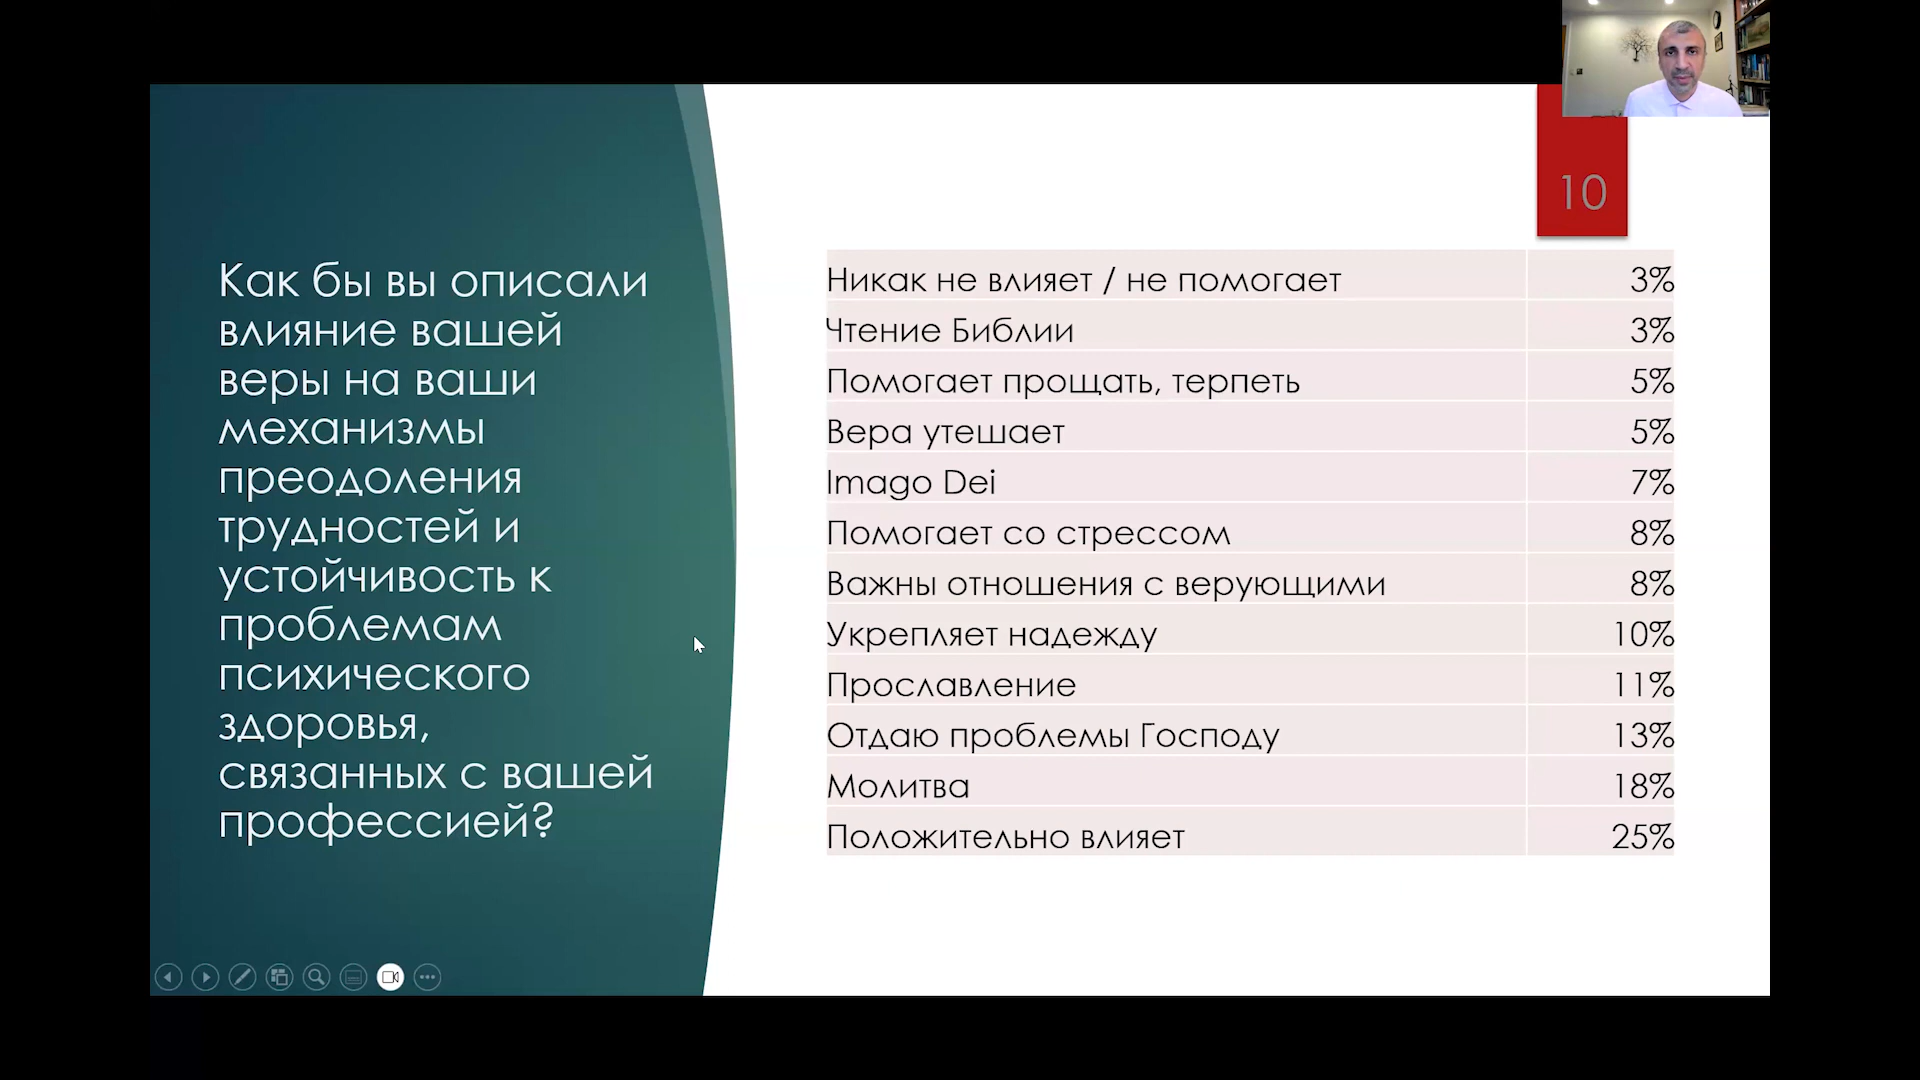 Как бы вы описали
влияние вашей
веры на ваши
механизмы
преодоления
трудностей и
устойчивость к
проблемам
психического
здоровья,
связанных с вашей
профессией?
10
Никак не влияет / не помогает 3%
Чтение Библии 3%
Помогает прощать, терпеть 5%
Вера утешает 5%
Imago Dei 7%
Помогает со стрессом 8%
Важны отношения с верующими 8%
Укрепляет надежду 10%
Прославление 11%
Отдаю проблемы Господу 13%
Молитва 18%
Положительно влияет 25%